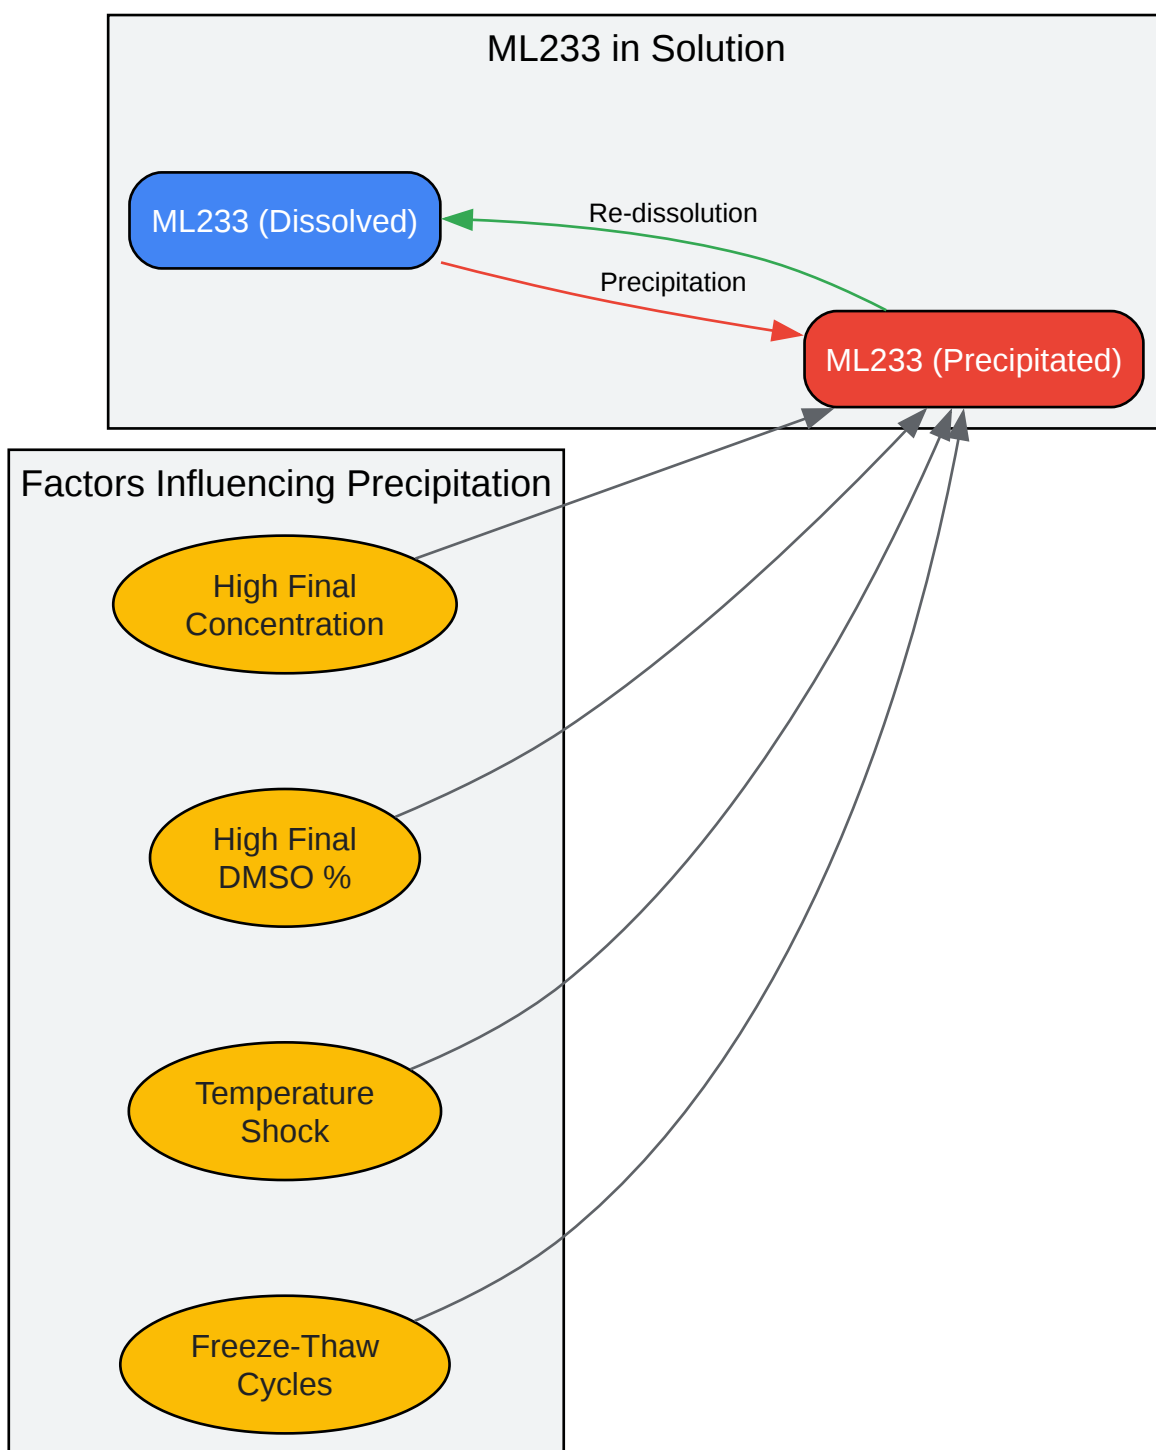 ML233 in Solution
ML233 (Dissolved)
Re-dissolution
Precipitation
ML233 (Precipitated)
Factors Influencing Precipitation
High Final
Concentration
High Final
DMSO %
Temperature
Shock
Freeze-Thaw
Cycles